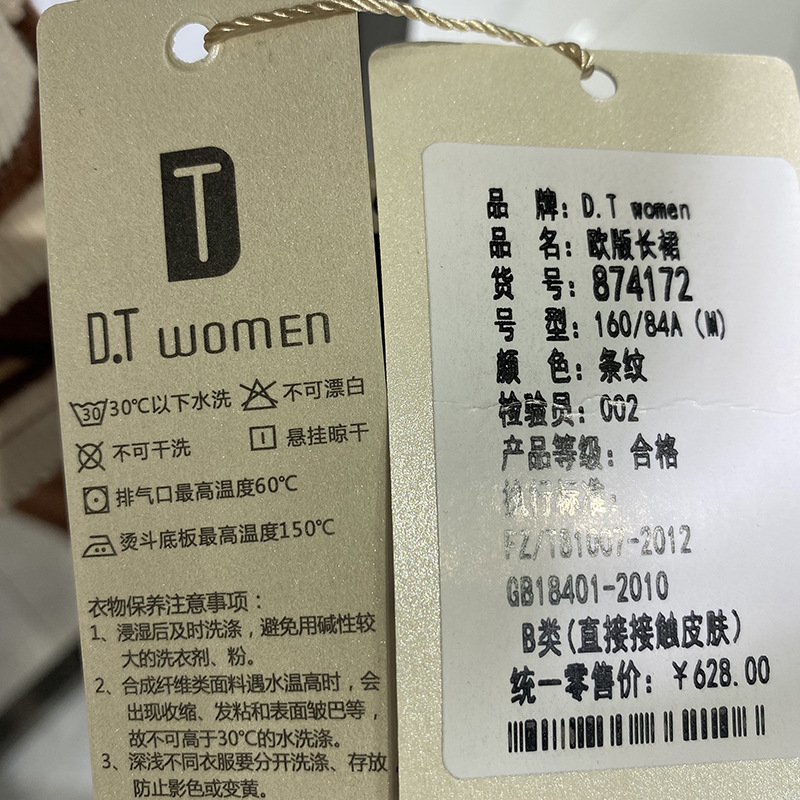 DT
D.T women
30 30℃以下水洗 不可漂白
不可干洗 悬挂晾干
排气口最高温度60℃
烫斗底板最高温度150℃
衣物保养注意事项：
1、浸湿后及时洗涤，避免用碱性较
大的洗衣剂、粉。
2、合成纤维类面料遇水温高时，会
出现收缩、发粘和表面皱巴等，
故不可高于30℃的水洗涤。
3、深浅不同衣服要分开洗涤、存放
防止影色或变黄。
品 牌：D.T women
品 名：欧版长裙
货 号：874172
号 型：160/84A（M）
颜 色：条纹
检验员：002
产品等级：合格
执行标准：
FZ/T81007-2012
GB18401-2010
B类(直接接触皮肤)
统一零售价：￥628.00